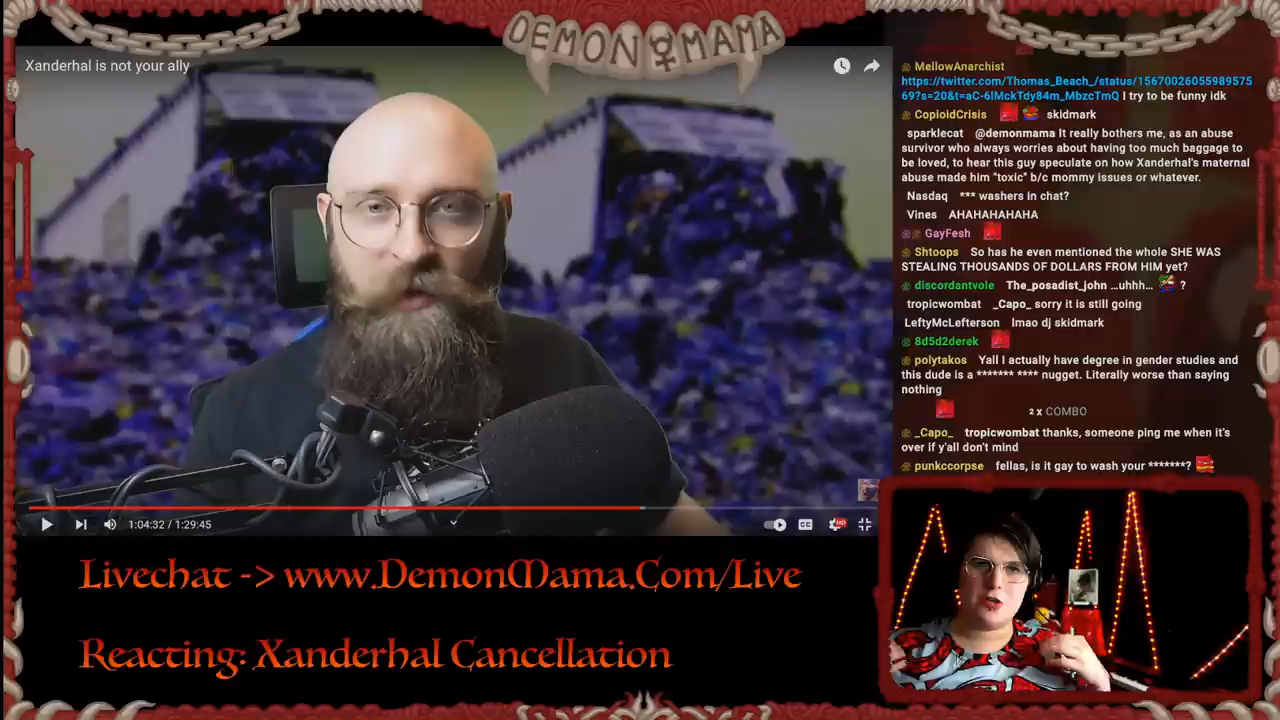 DEMON MAMA
Xanderhal is not your ally
MellowAnarchist
https://twitter.com/Thomas_Beach_/status/15670026055989575
69?s=20&t=aC-6lMckTdy84m_MbzcTmQ I try to be funny idk
CopioidCrisis skidmark
sparklecat @demonmama It really bothers me, as an abuse
survivor who always worries about having too much baggage to
be loved, to hear this guy speculate on how Xanderhal's maternal
abuse made him "toxic" b/c mommy issues or whatever.
Nasdaq *** washers in chat?
Vines AHAHAHAHAHA
GayFesh
Shtoops So has he even mentioned the whole SHE WAS
STEALING THOUSANDS OF DOLLARS FROM HIM yet?
discordantvole The_posadist_john ...uhhh... ?
tropicwombat _Capo_ sorry it is still going
LeftyMcLefterson lmao dj skidmark
8d5d2derek
polytakos Yall I actually have degree in gender studies and
this dude is a ******* **** nugget. Literally worse than saying
nothing
2 x COMBO
_Capo_ tropicwombat thanks, someone ping me when it's
over if y'all don't mind
punkccorpse fellas, is it gay to wash your *******?
1:04:32 / 1:29:45
CC
HD
Livechat -> www.DemonMama.Com/Live
Reacting: Xanderhal Cancellation